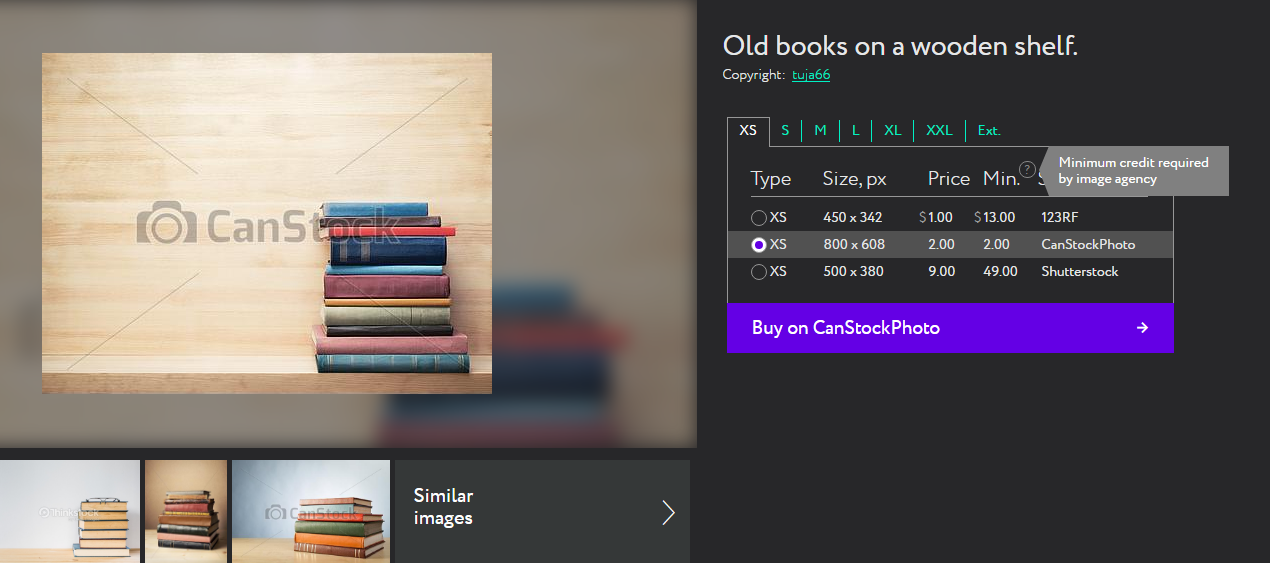 CanStock
Old books on a wooden shelf.
Copyright: tuja66
XS S M L XL XXL Ext.
Minimum credit required
by image agency
Type Size, px Price Min. ?
XS 450 x 342 $1.00 $13.00 123RF
XS 800 x 608 2.00 2.00 CanStockPhoto
XS 500 x 380 9.00 49.00 Shutterstock
Buy on CanStockPhoto
thinkstock
CanStock
Similar
images